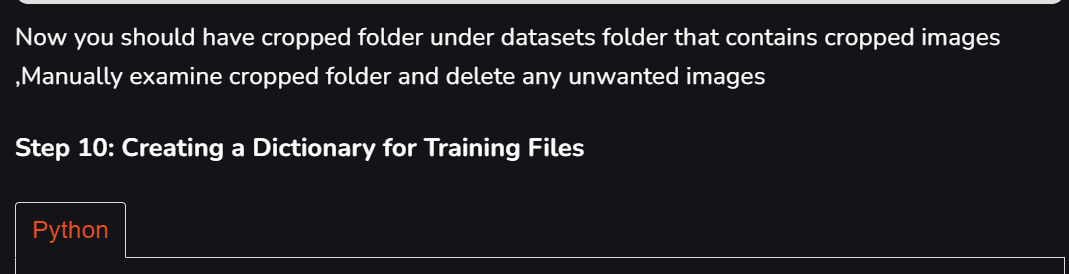 Now you should have cropped folder under datasets folder that contains cropped images
,Manually examine cropped folder and delete any unwanted images
Step 10: Creating a Dictionary for Training Files
Python